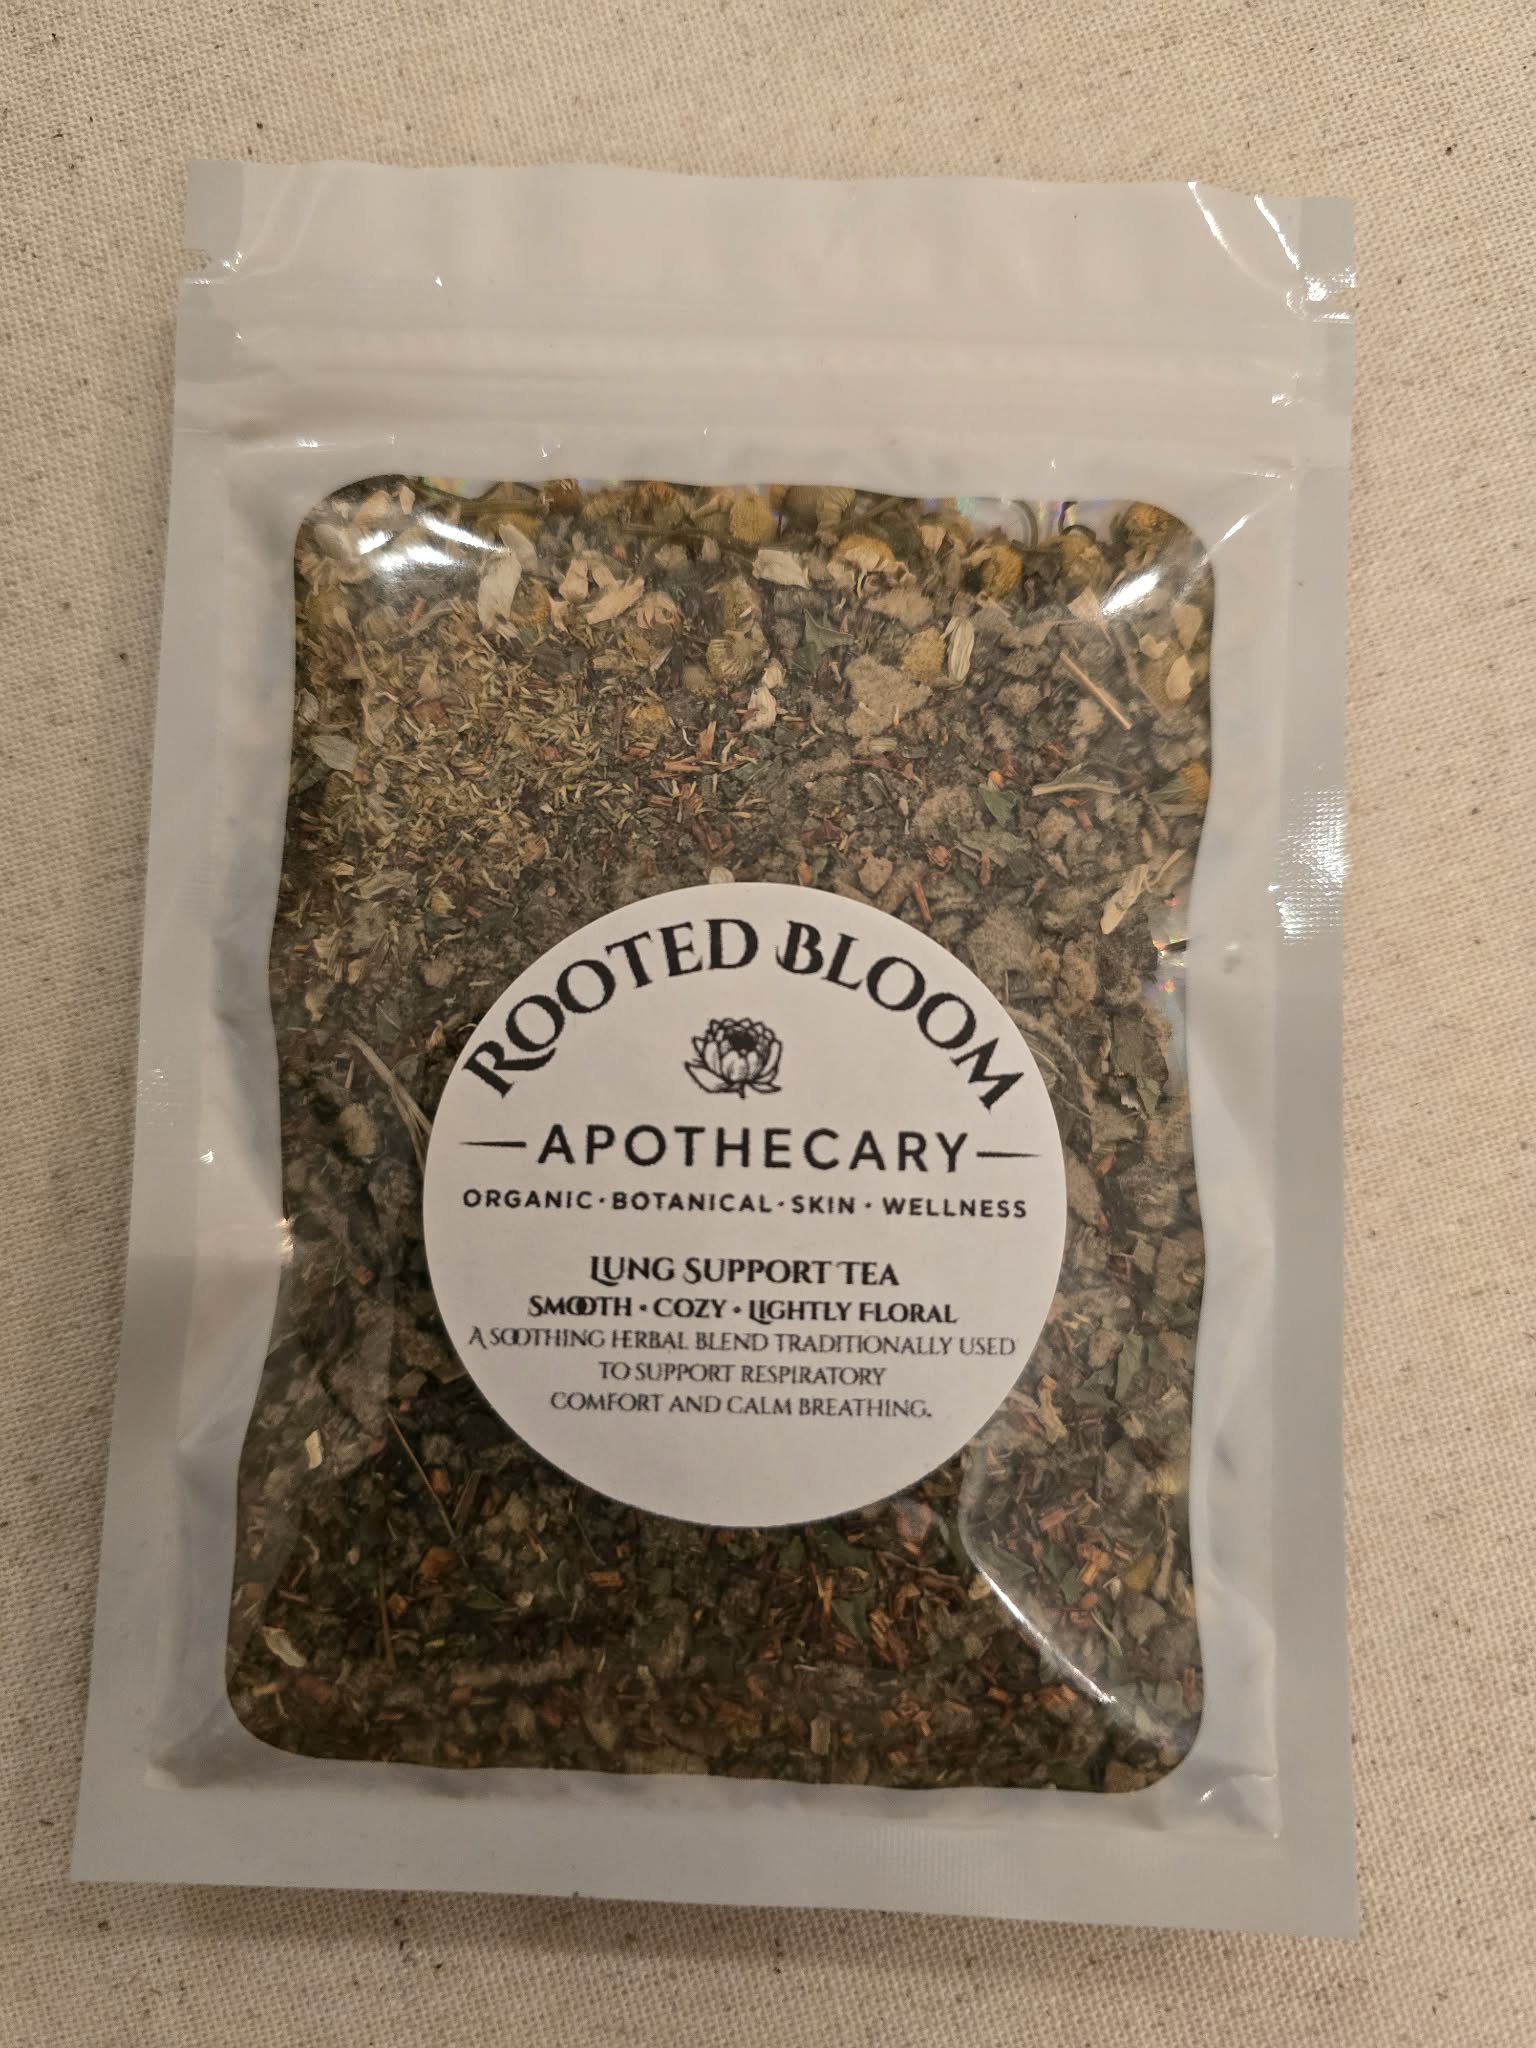 ROOTED BLOOM
APOTHECARY
ORGANIC · BOTANICAL · SKIN · WELLNESS
LUNG SUPPORT TEA
SMOOTH • COZY • LIGHTLY FLORAL
A SOOTHING HERBAL BLEND TRADITIONALLY USED
TO SUPPORT RESPIRATORY
COMFORT AND CALM BREATHING.